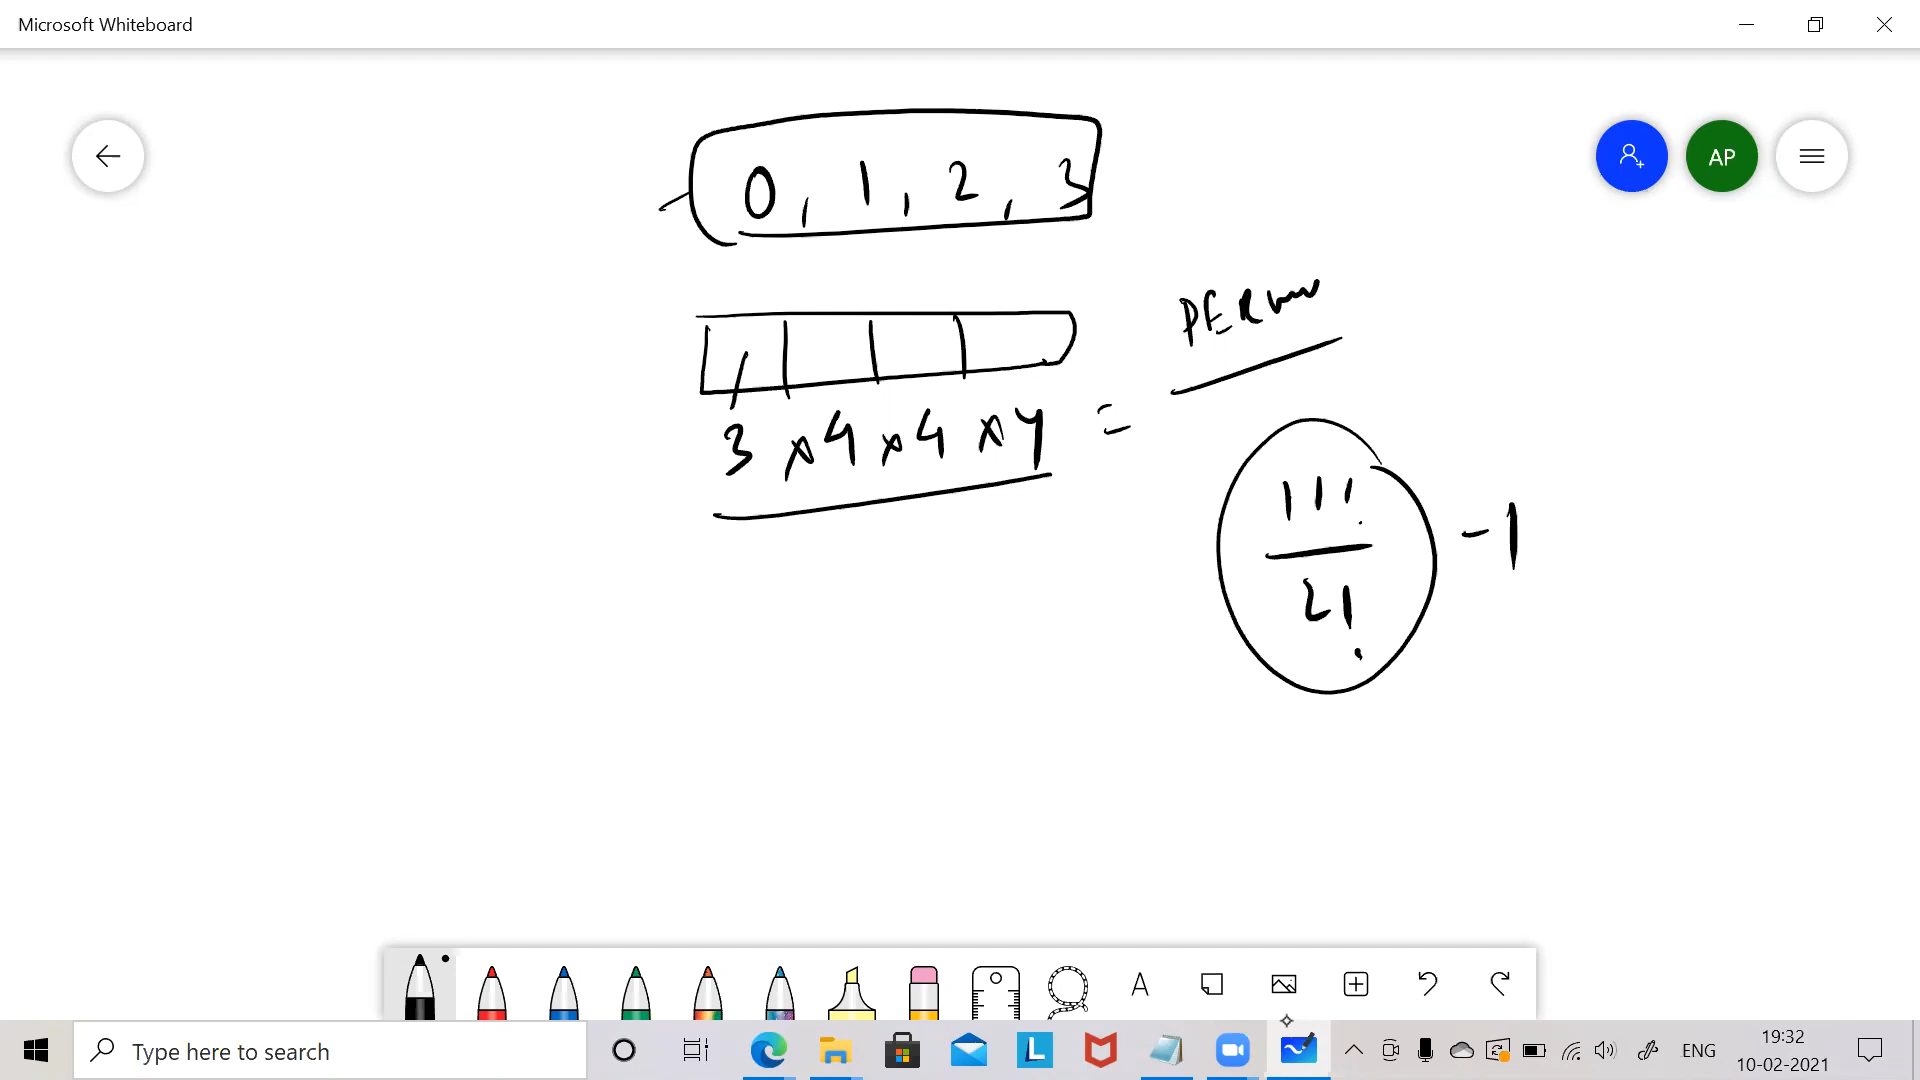 Microsoft Whiteboard
AP
0, 1, 2, 3
3 x 4 x 4 x 4 =
11!
2!
- 1
A
Type here to search
L
ENG
19:32
10-02-2021